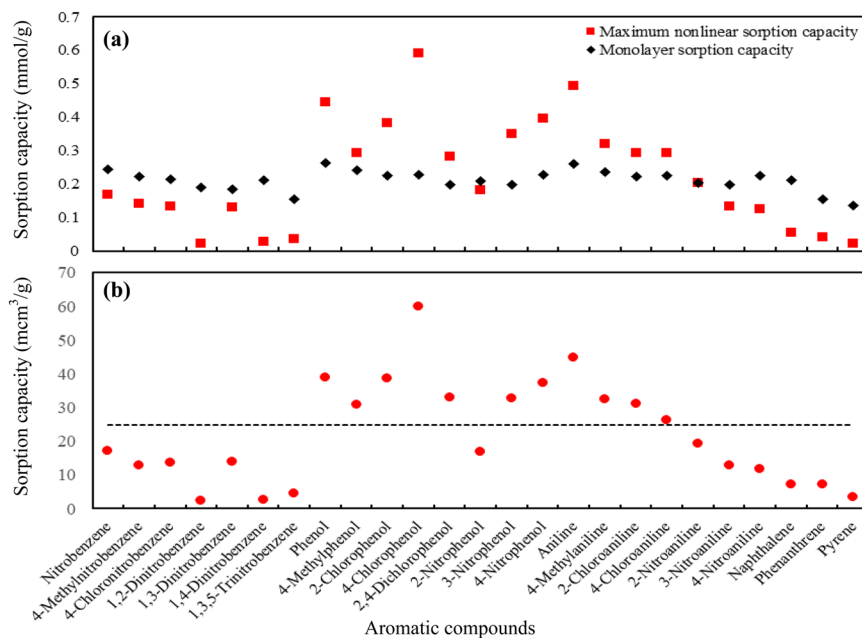 (a)
Maximum nonlinear sorption capacity
Monolayer sorption capacity
Sorption capacity (mmol/g)
0.7
0.6
0.5
0.4
0.3
0.2
0.1
0
(b)
Sorption capacity (mcm³/g)
70
60
50
40
30
20
10
0
Nitrobenzene
4-Methylnitrobenzene
4-Chloronitrobenzene
1,2-Dinitrobenzene
1,3-Dinitrobenzene
1,4-Dinitrobenzene
1,3,5-Trinitrobenzene
Phenol
4-Methylphenol
2-Chlorophenol
4-Chlorophenol
2,4-Dichlorophenol
2-Nitrophenol
3-Nitrophenol
4-Nitrophenol
Aniline
4-Methylaniline
2-Chloroaniline
4-Chloroaniline
2-Nitroaniline
3-Nitroaniline
4-Nitroaniline
Naphthalene
Phenanthrene
Pyrene
Aromatic compounds